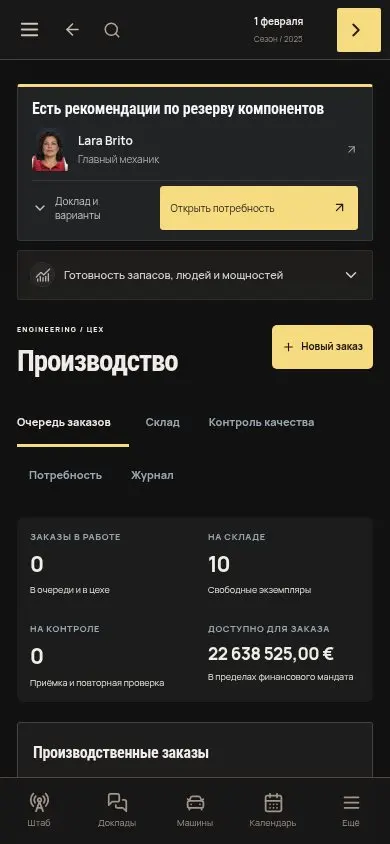 1 февраля
Сезон / 2025
Есть рекомендации по резерву компонентов
Lara Brito
Главный механик
Доклад и
варианты
Открыть потребность
Готовность запасов, людей и мощностей
ENGINEERING / ЦЕХ
Производство
Новый заказ
Очередь заказов
Склад
Контроль качества
Потребность
Журнал
ЗАКАЗЫ В РАБОТЕ
0
В очереди и в цехе
НА СКЛАДЕ
10
Свободные экземпляры
НА КОНТРОЛЕ
0
Приёмка и повторная проверка
ДОСТУПНО ДЛЯ ЗАКАЗА
22 638 525,00 €
В пределах финансового мандата
Производственные заказы
Штаб
Доклады
Машины
Календарь
Ещё